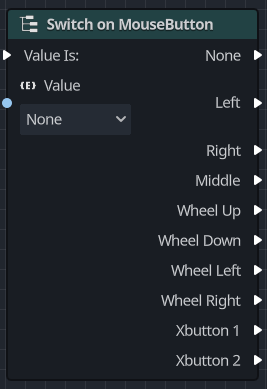 Switch on MouseButton
Value Is:
None
(E) Value
Left
None
Right
Middle
Wheel Up
Wheel Down
Wheel Left
Wheel Right
Xbutton 1
Xbutton 2